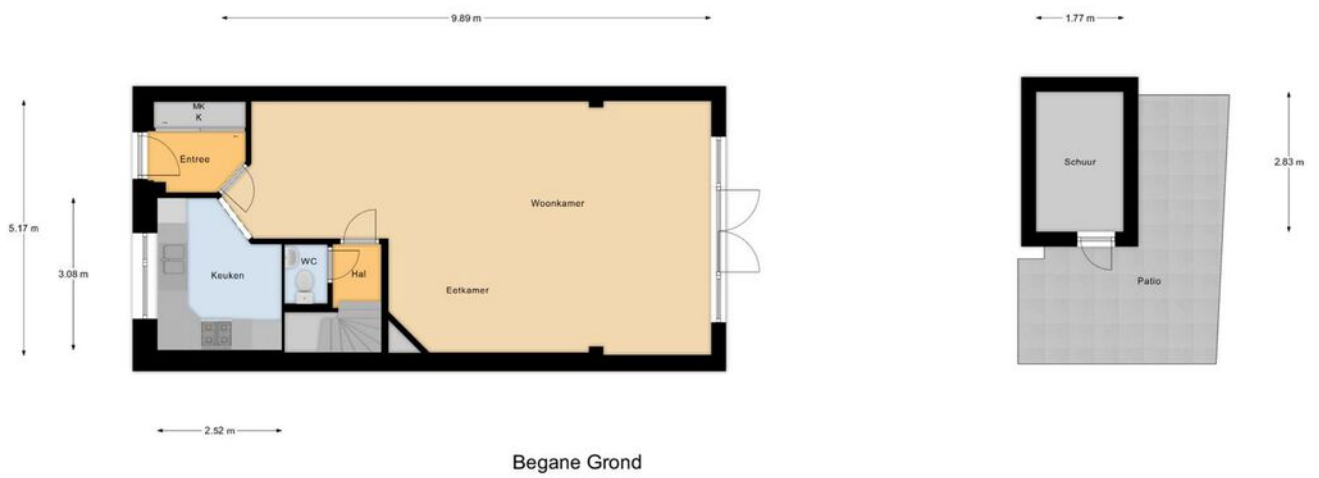 9.89 m
1.77 m
MK
K
Entree
Schuur
2.83 m
Woonkamer
5.17 m
3.08 m
Keuken
WC
Hal
Eetkamer
Patio
2.52 m
Begane Grond